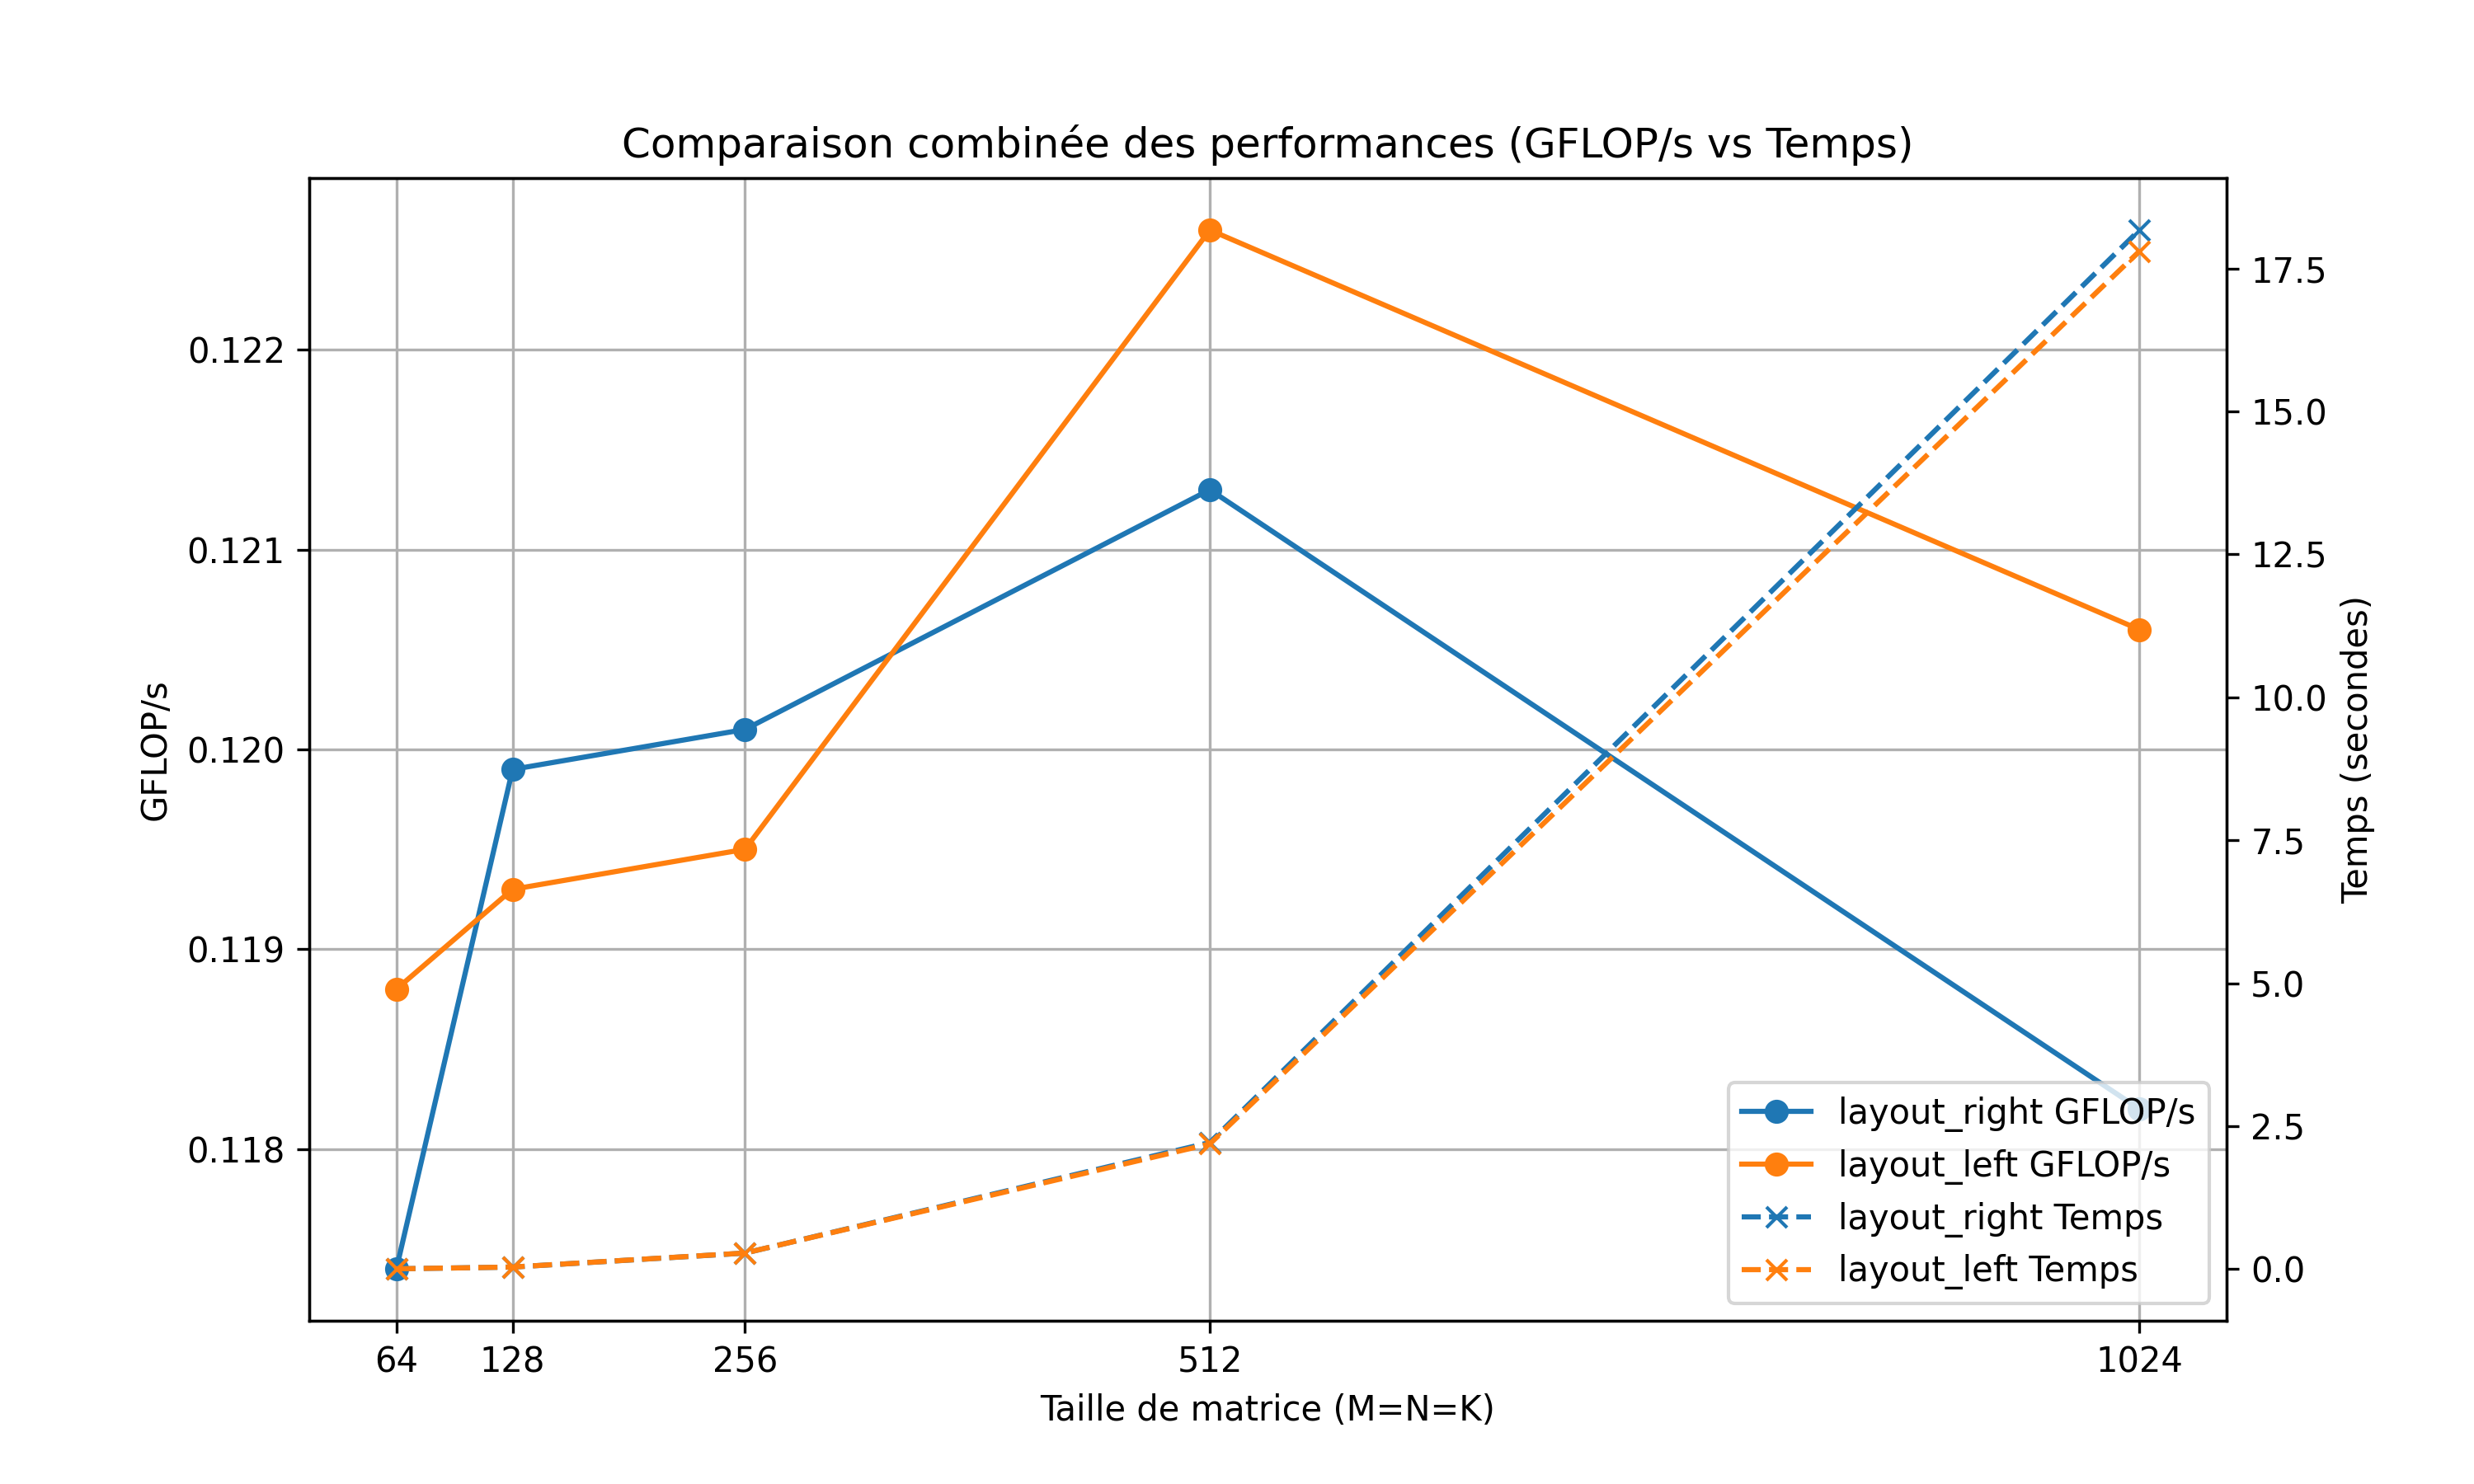 Comparaison combinée des performances (GFLOP/s vs Temps)
GFLOP/s
0.122
0.121
0.120
0.119
0.118
17.5
15.0
12.5
10.0
7.5
5.0
2.5
0.0
Temps (secondes)
layout_right GFLOP/s
layout_left GFLOP/s
layout_right Temps
layout_left Temps
64 128 256 512 1024
Taille de matrice (M=N=K)